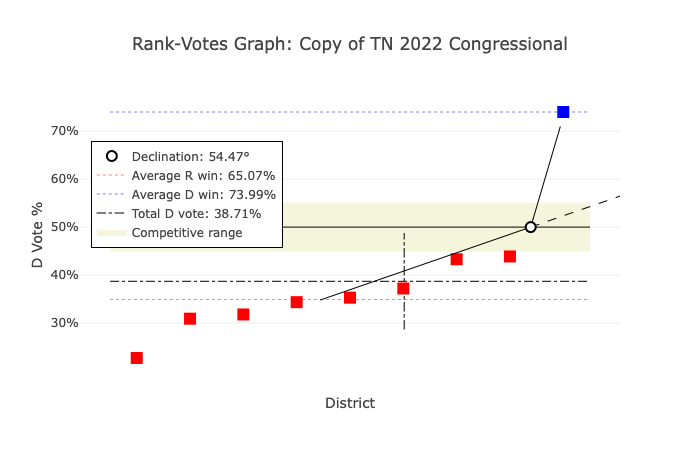 Rank-Votes Graph: Copy of TN 2022 Congressional
70%
60%
50%
40%
30%
D Vote %
Declination: 54.47°
Average R win: 65.07%
Average D win: 73.99%
Total D vote: 38.71%
Competitive range
District